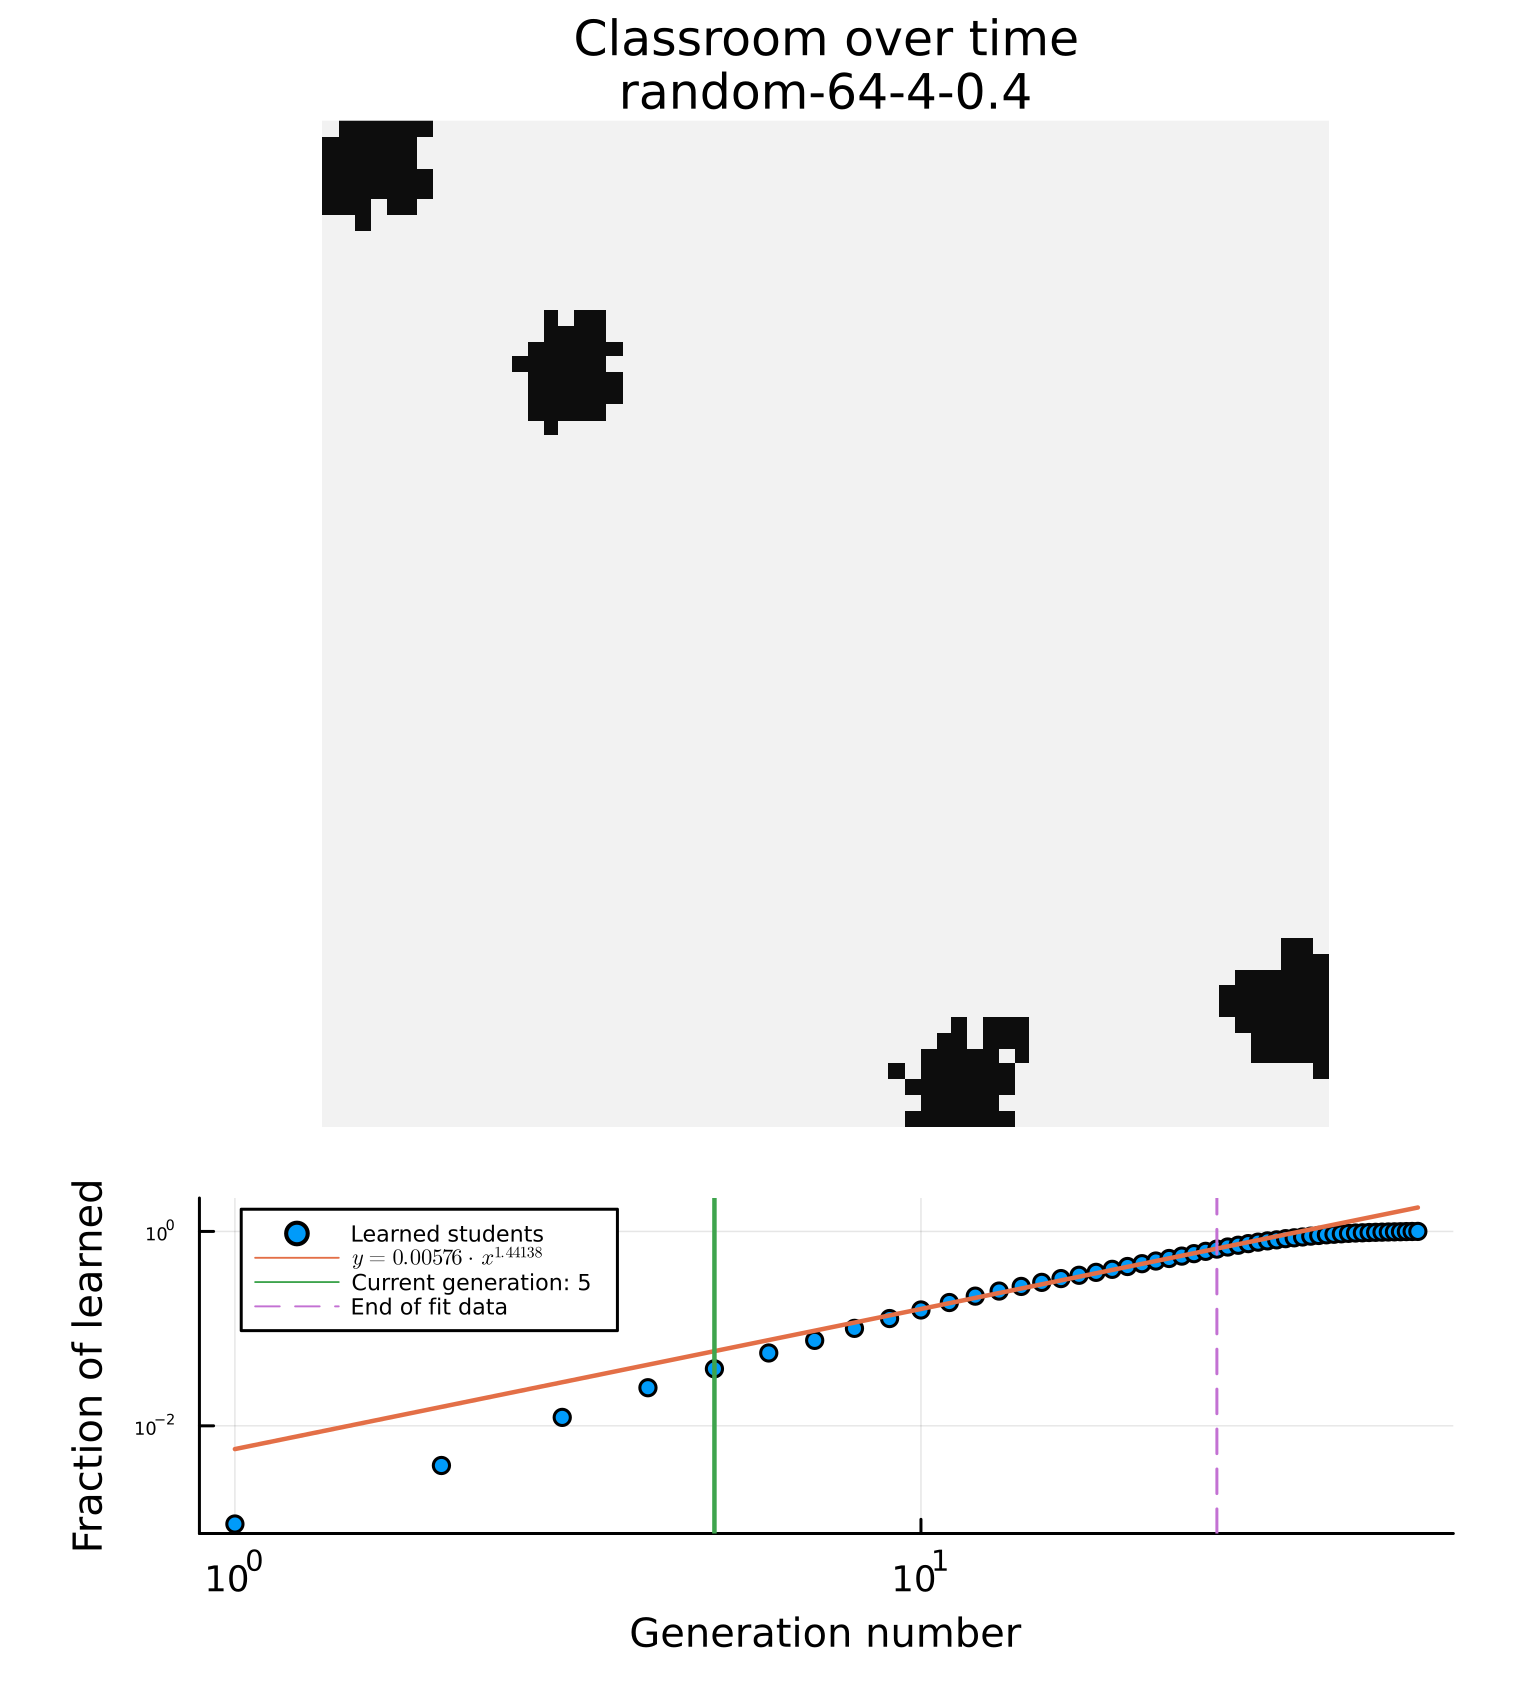 Classroom over time
random-64-4-0.4
Fraction of learned
10^0
10^−2
Learned students
y = 0.00576 · x^1.44138
Current generation: 5
End of fit data
10^0
10^1
Generation number